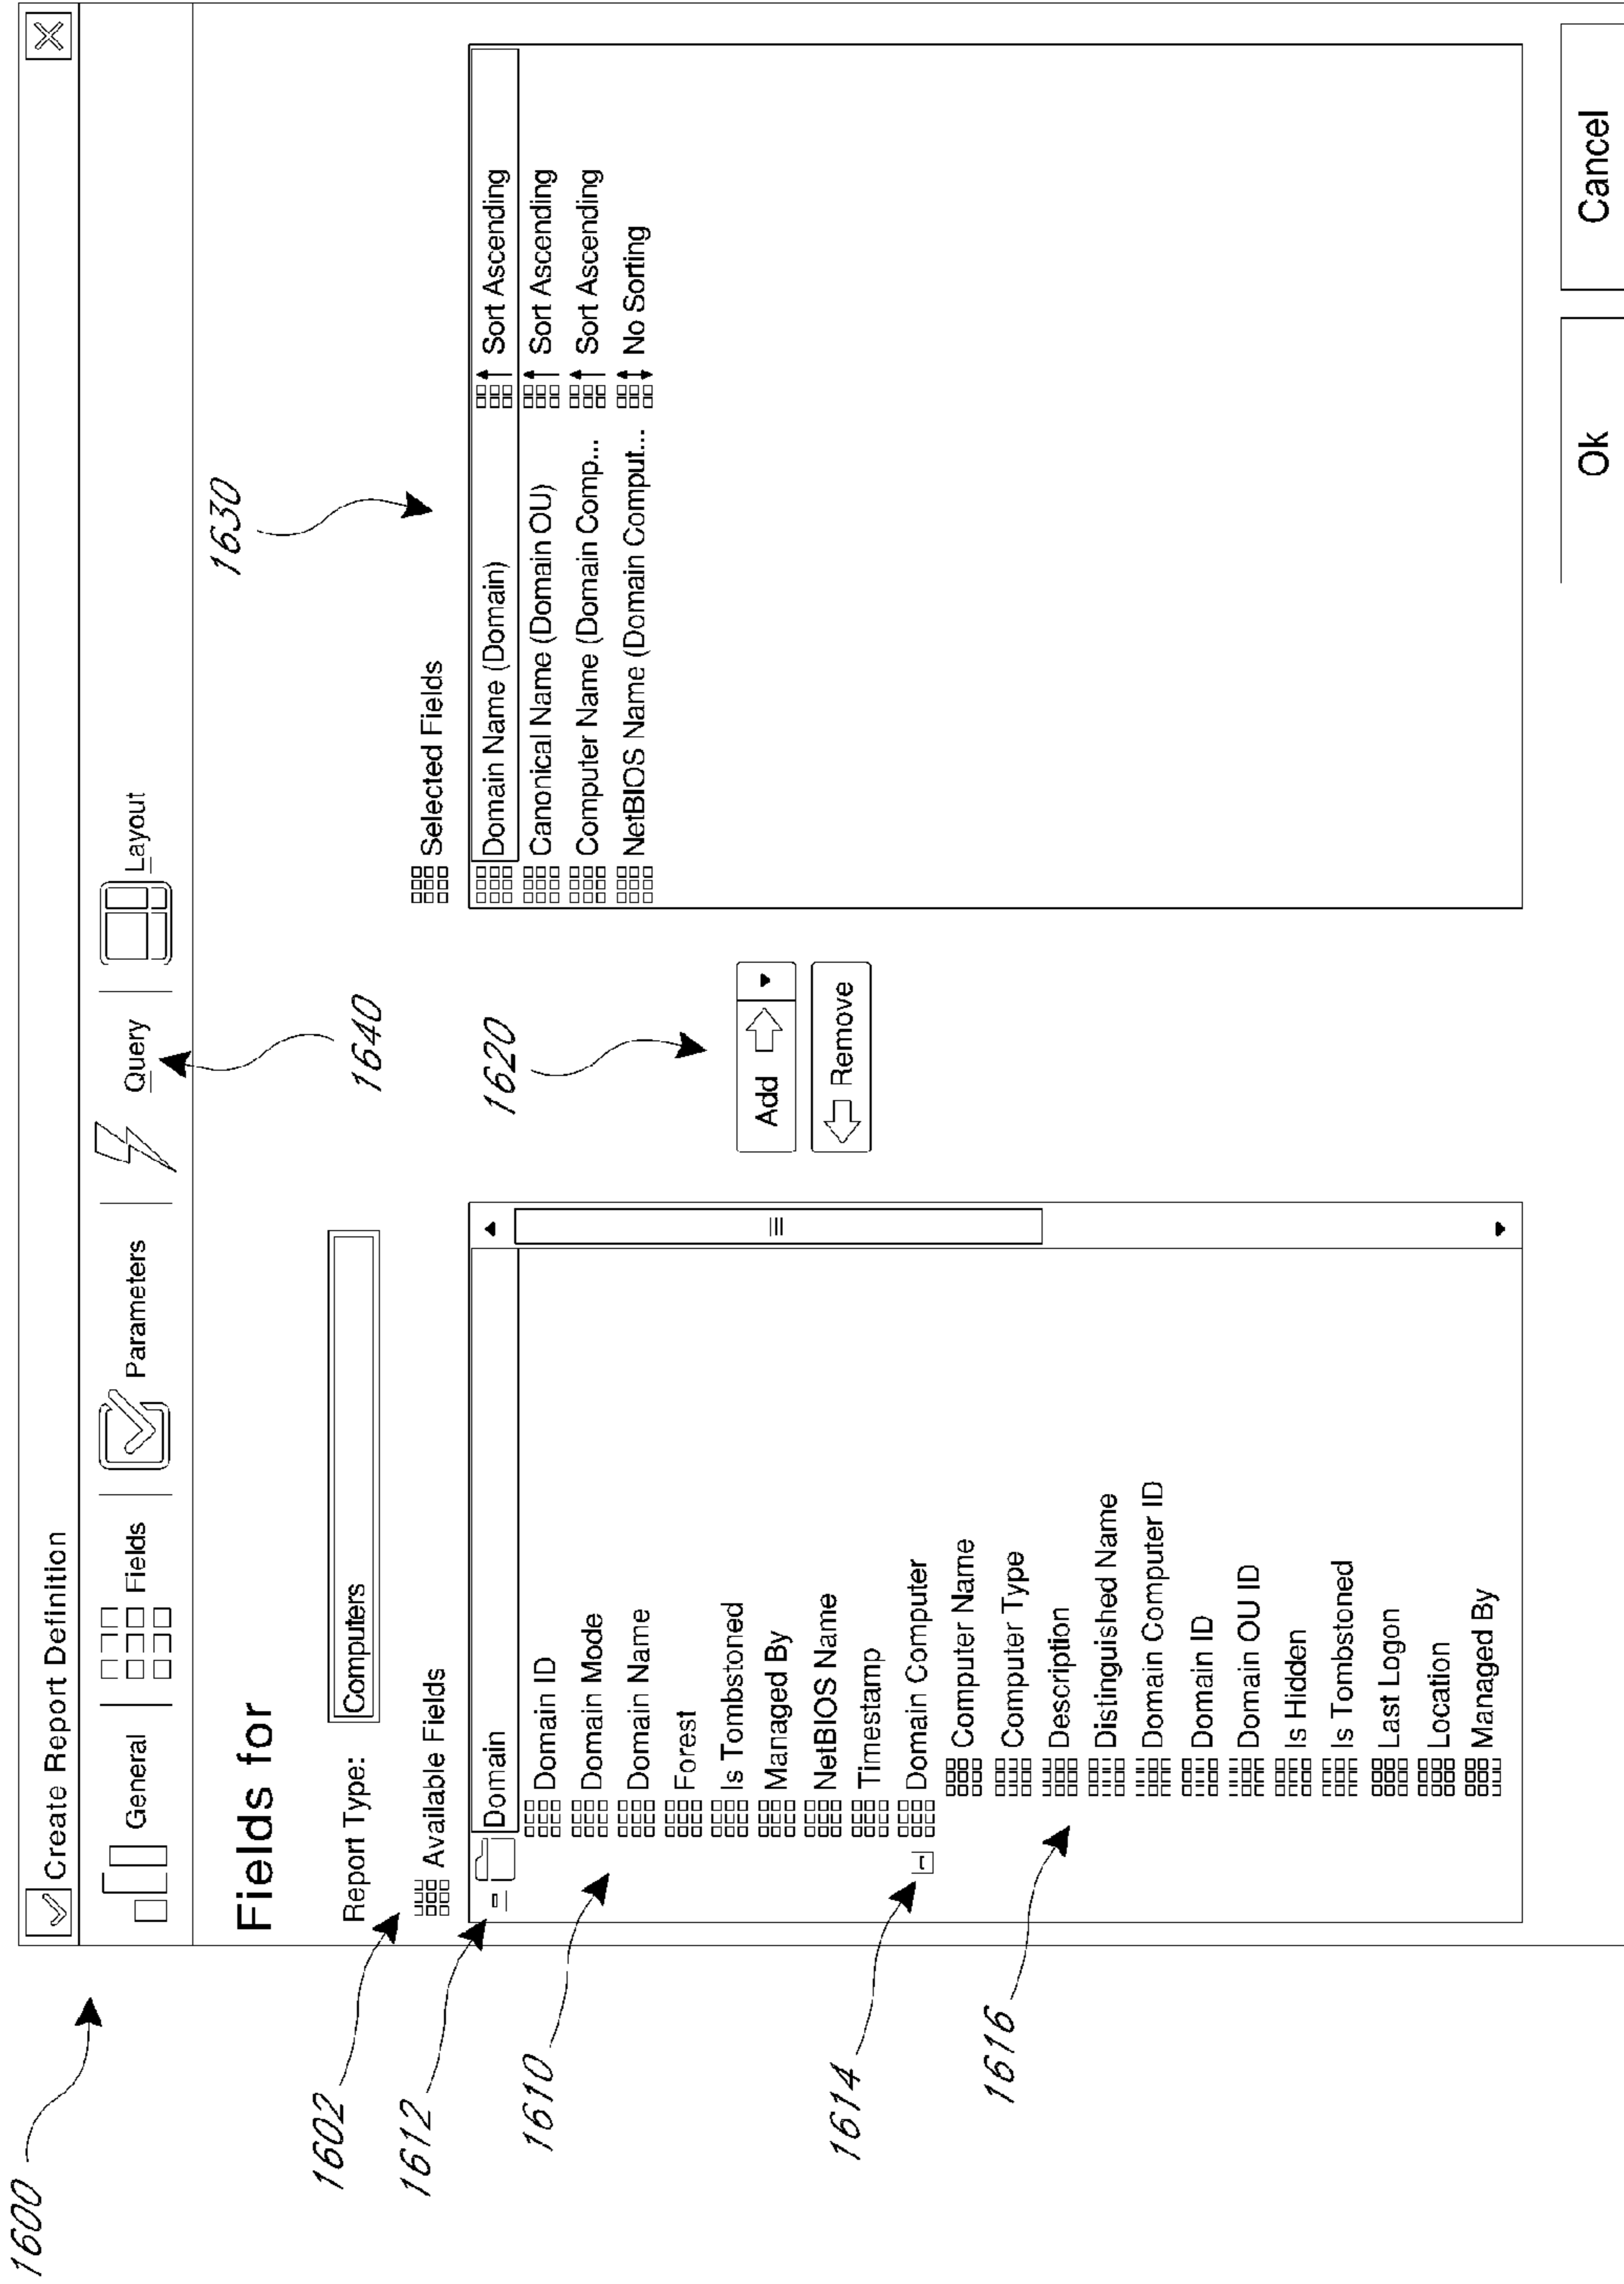 1600
Create Report Definition
General
Fields
Parameters
Query
Layout
1640
1630
Fields for
Report Type:
Computers
1602
Available Fields
Selected Fields
1612
1610
1614
1616
1620
Domain
Domain ID
Domain Mode
Domain Name
Forest
Is Tombstoned
Managed By
NetBIOS Name
Timestamp
Domain Computer
Computer Name
Computer Type
Description
Distinguished Name
Domain Computer ID
Domain ID
Domain OU ID
Is Hidden
Is Tombstoned
Last Logon
Location
Managed By
Add
Remove
Domain Name (Domain) Sort Ascending
Canonical Name (Domain OU) Sort Ascending
Computer Name (Domain Comp... Sort Ascending
NetBIOS Name (Domain Comput... No Sorting
Ok
Cancel